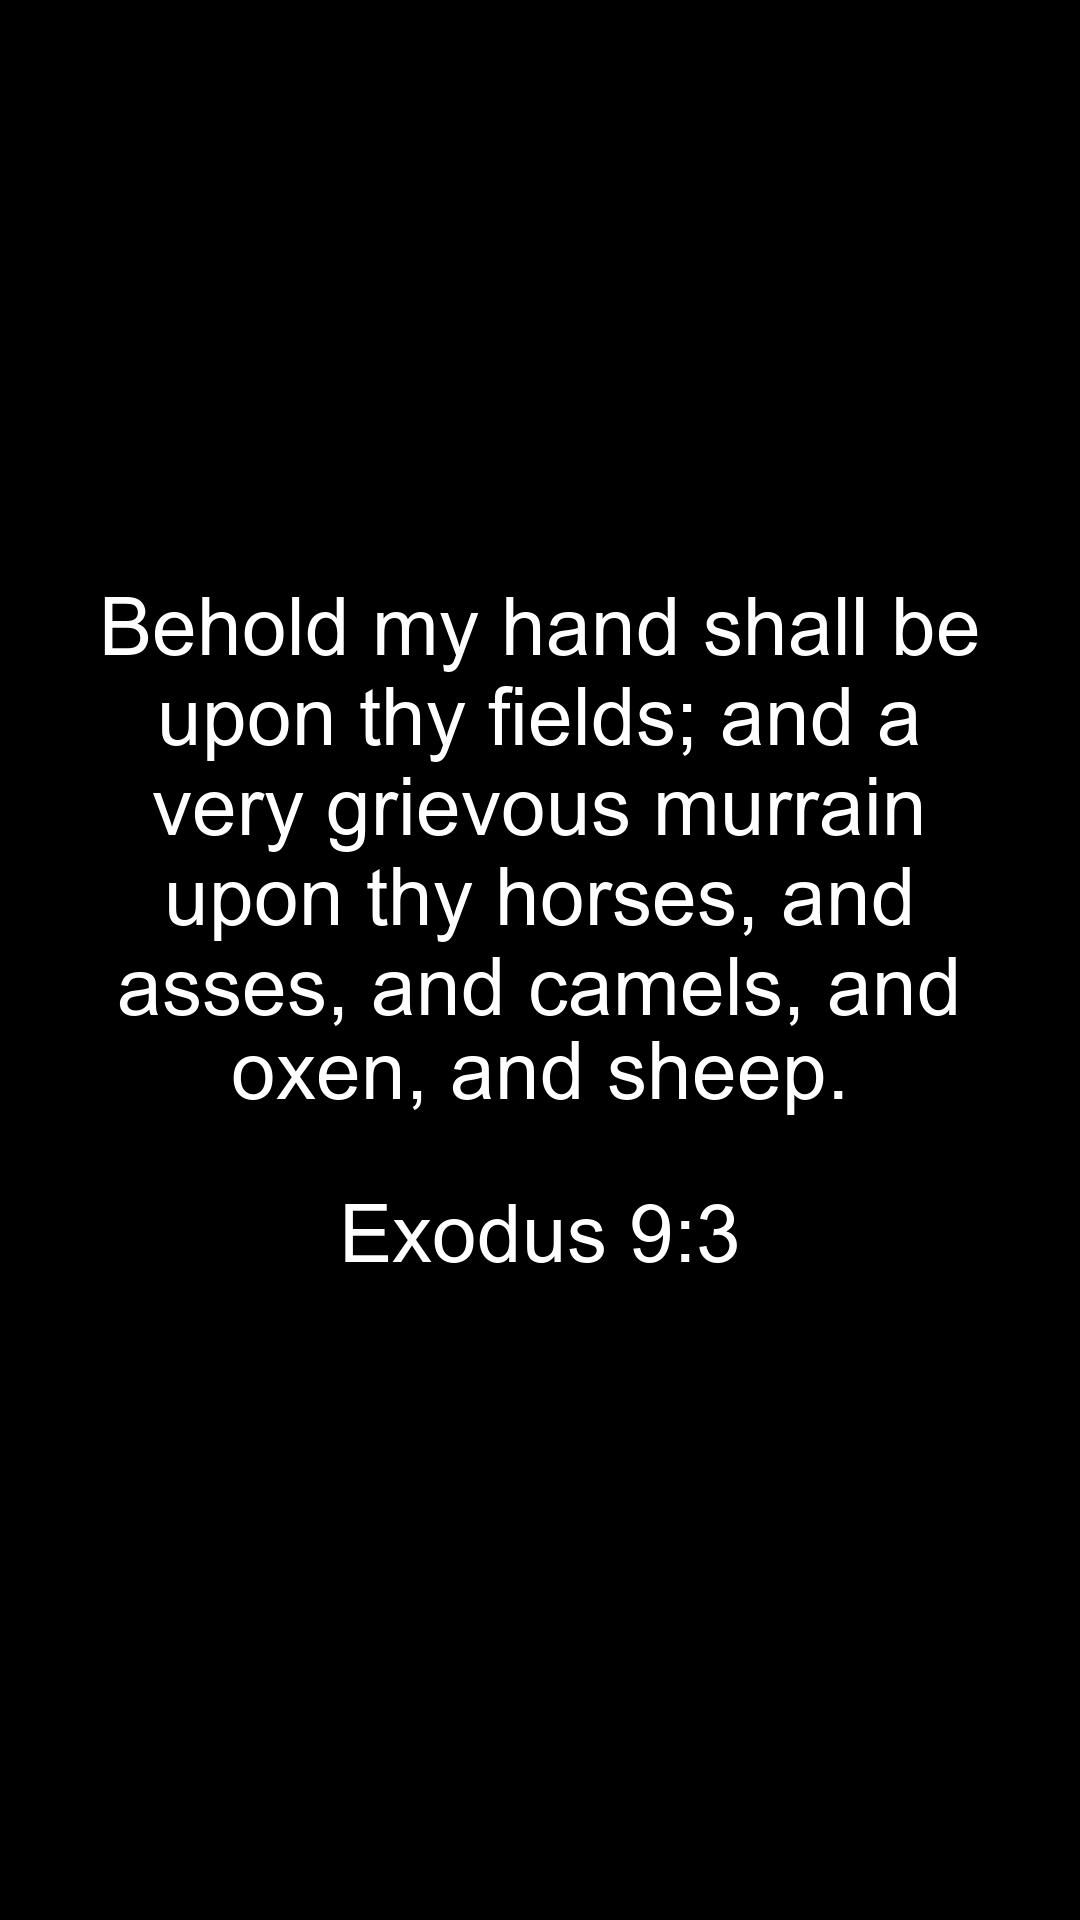 Behold my hand shall be
upon thy fields; and a
very grievous murrain
upon thy horses, and
asses, and camels, and
oxen, and sheep.
Exodus 9:3